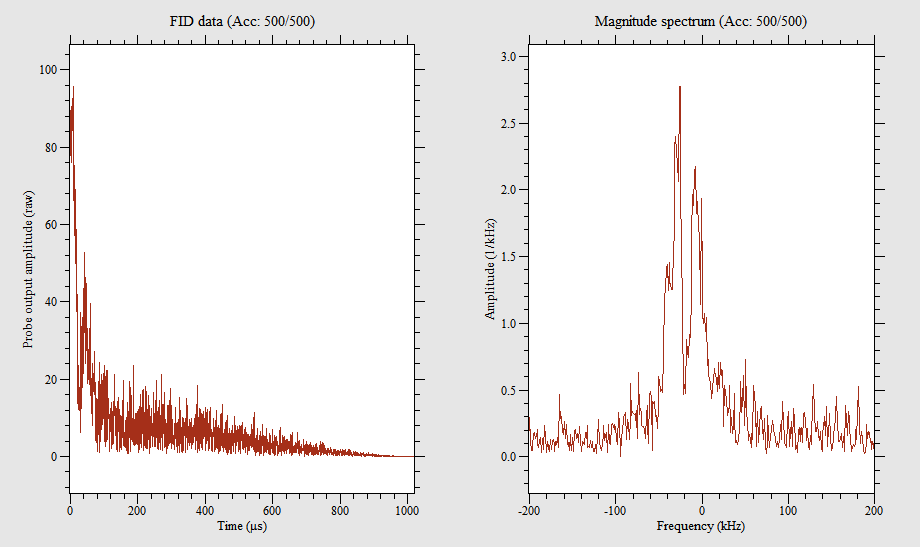 FID data (Acc: 500/500)
Probe output amplitude (raw)
100
80
60
40
20
0
0 200 400 600 800 1000
Time (µs)
Magnitude spectrum (Acc: 500/500)
Amplitude (1/kHz)
3.0
2.5
2.0
1.5
1.0
0.5
0.0
-200 -100 0 100 200
Frequency (kHz)